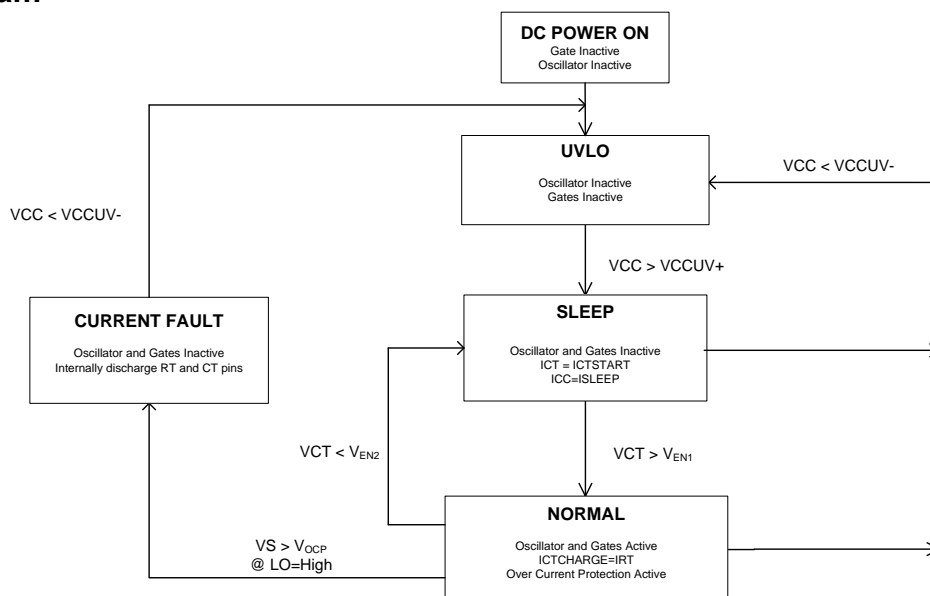 DC POWER ON
Gate Inactive
Oscillator Inactive
UVLO
Oscillator Inactive
Gates Inactive
VCC < VCCUV-
VCC < VCCUV-
VCC > VCCUV+
CURRENT FAULT
Oscillator and Gates Inactive
Internally discharge RT and CT pins
SLEEP
Oscillator and Gates Inactive
ICT = ICTSTART
ICC=ISLEEP
VCT < VEN2
VCT > VEN1
NORMAL
Oscillator and Gates Active
ICTCHARGE=IRT
Over Current Protection Active
VS > VOCP
@ LO=High